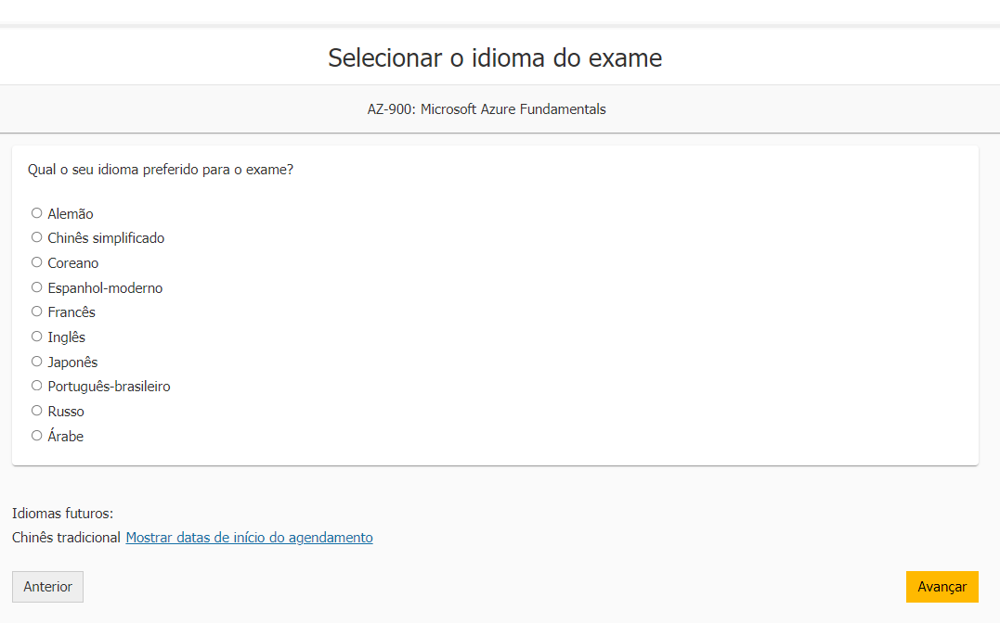 Selecionar o idioma do exame
AZ-900: Microsoft Azure Fundamentals
Qual o seu idioma preferido para o exame?
Alemão
Chinês simplificado
Coreano
Espanhol-moderno
Francês
Inglês
Japonês
Português-brasileiro
Russo
Árabe
Idiomas futuros:
Chinês tradicional Mostrar datas de início do agendamento
Anterior
Avançar